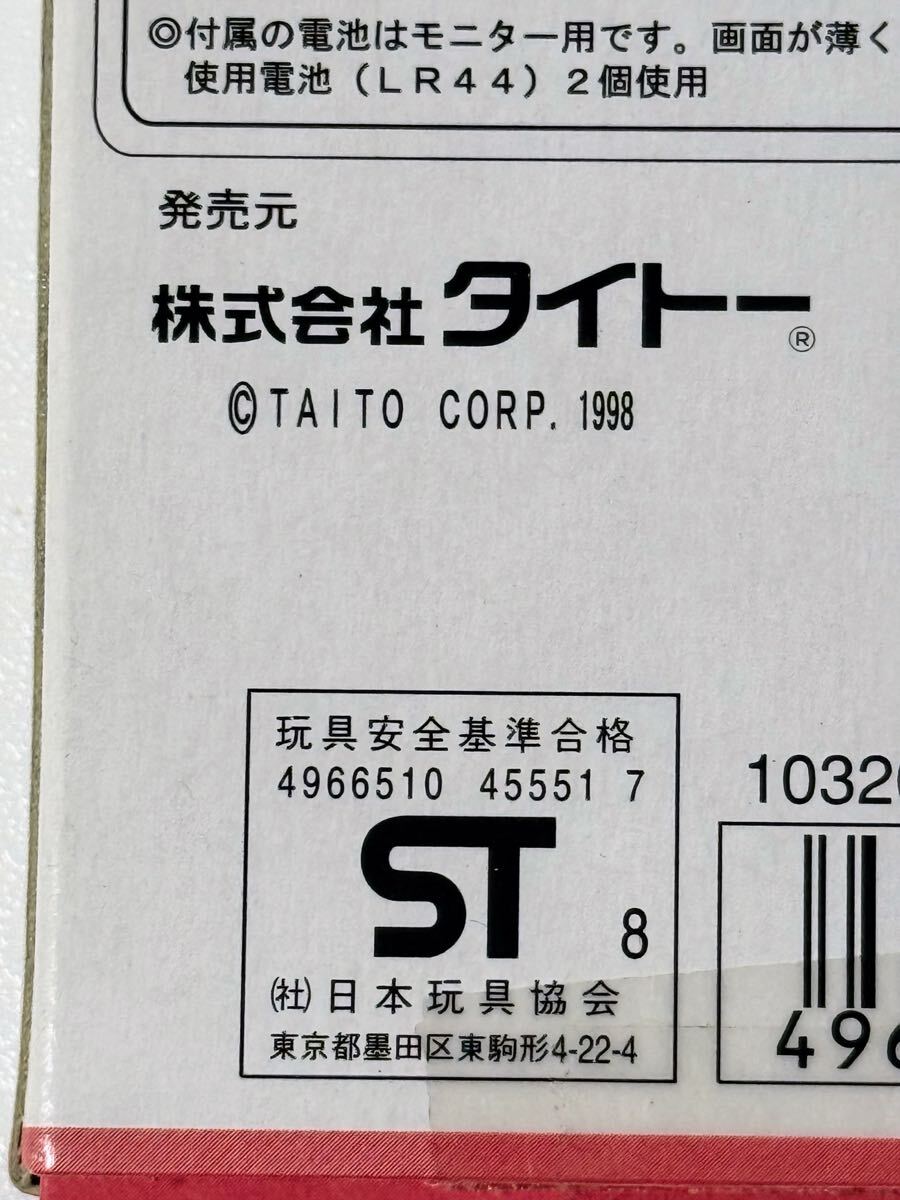 ◎付属の電池はモニター用です。画面が薄く
使用電池(LR44)2個使用
発売元
株式会社タイトー®
©TAITO CORP. 1998
玩具安全基準合格
4966510 45551 7
ST 8
(社)日本玩具協会
東京都墨田区東駒形4-22-4
1032
496